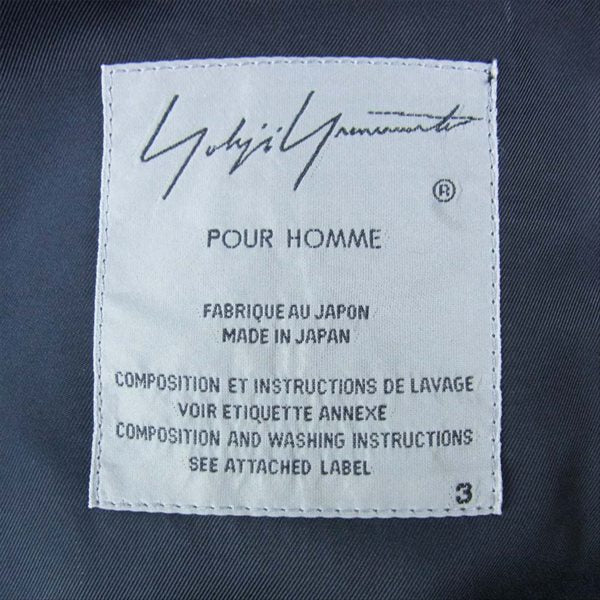 Yohji Yamamoto
®
POUR HOMME
FABRIQUE AU JAPON
MADE IN JAPAN
COMPOSITION ET INSTRUCTIONS DE LAVAGE
VOIR ETIQUETTE ANNEXE
COMPOSITION AND WASHING INSTRUCTIONS
SEE ATTACHED LABEL
3